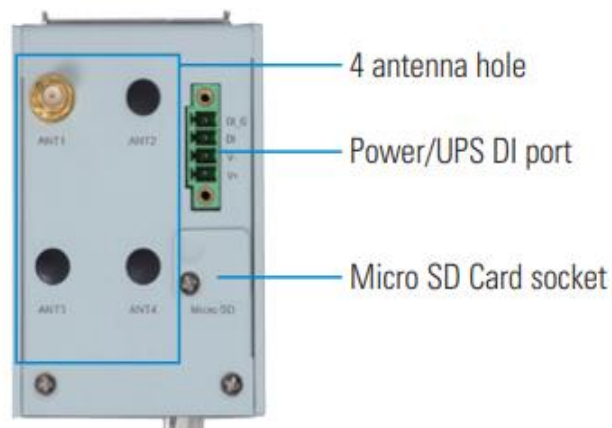 4 antenna hole
ANT1
ANT2
DI_G
DI
V-
V+
Power/UPS DI port
Micro SD Card socket
ANT3
ANT4
Micro SD